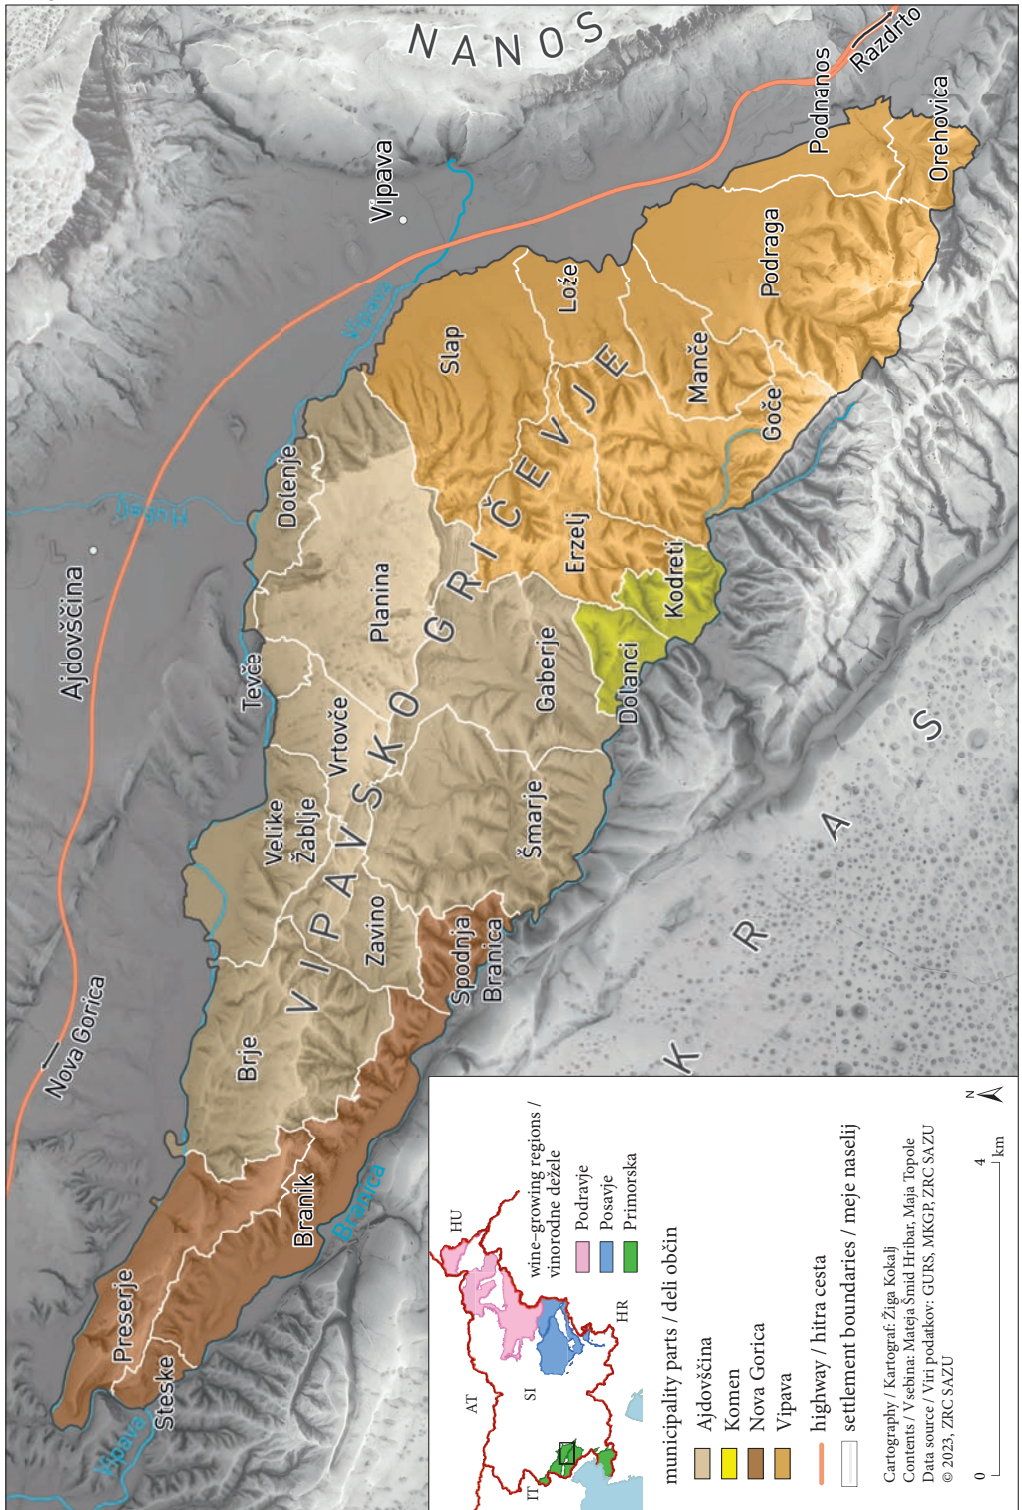 NANOS
Razdrto
Podnanos
Orehovica
Vipava
Vipava
Podraga
Lože
Slap
Manče
Goče
Ajdovščina
Hubelj
Dolenje
Planina
Erzelj
Kodreti
Dolanci
Gaberje
Tevče
Vrtovče
Velike
Žablje
Šmarje
VIPAVSKO GRIČEVJE
Zavino
Spodnja
Branica
Nova Gorica
Brje
Branik
Branica
Preserje
Steske
Vipava
KRAS
HU
AT
SI
HR
IT
wine-growing regions /
vinorodne dežele
Podravje
Posavje
Primorska
municipality parts / deli občin
Ajdovščina
Komen
Nova Gorica
Vipava
highway / hitra cesta
settlement boundaries / meje naselij
Cartography / Kartograf: Žiga Kokalj
Contents / Vsebina: Mateja Šmid Hribar, Maja Topole
Data source / Viri podatkov: GURS, MKGP, ZRC SAZU
© 2023, ZRC SAZU
0
4
km
N